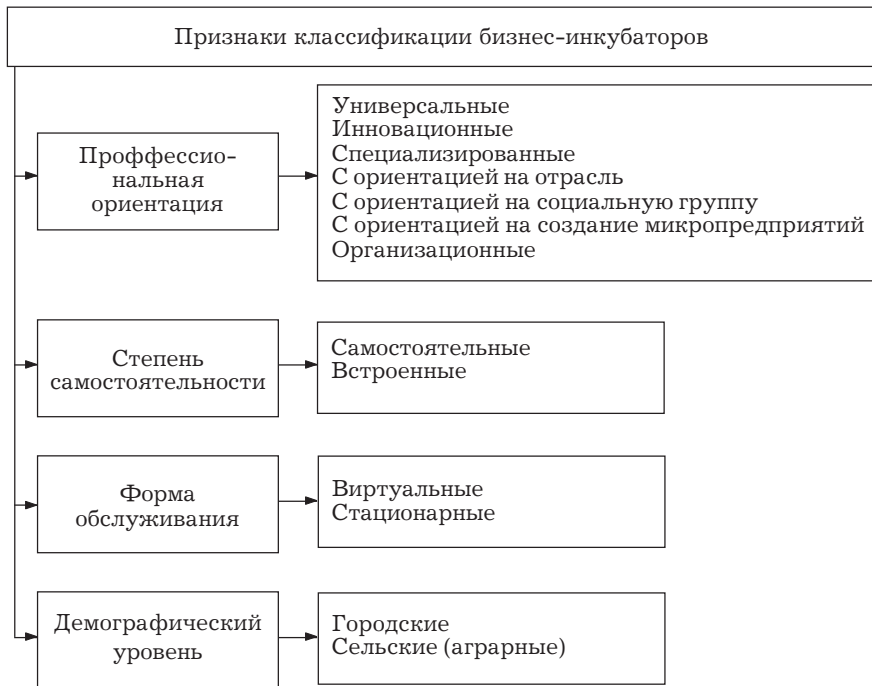 Признаки классификации бизнес-инкубаторов
Проффессио-
нальная
ориентация
Универсальные
Инновационные
Специализированные
С ориентацией на отрасль
С ориентацией на социальную группу
С ориентацией на создание микропредприятий
Организационные
Степень
самостоятельности
Самостоятельные
Встроенные
Форма
обслуживания
Виртуальные
Стационарные
Демографический
уровень
Городские
Сельские (аграрные)